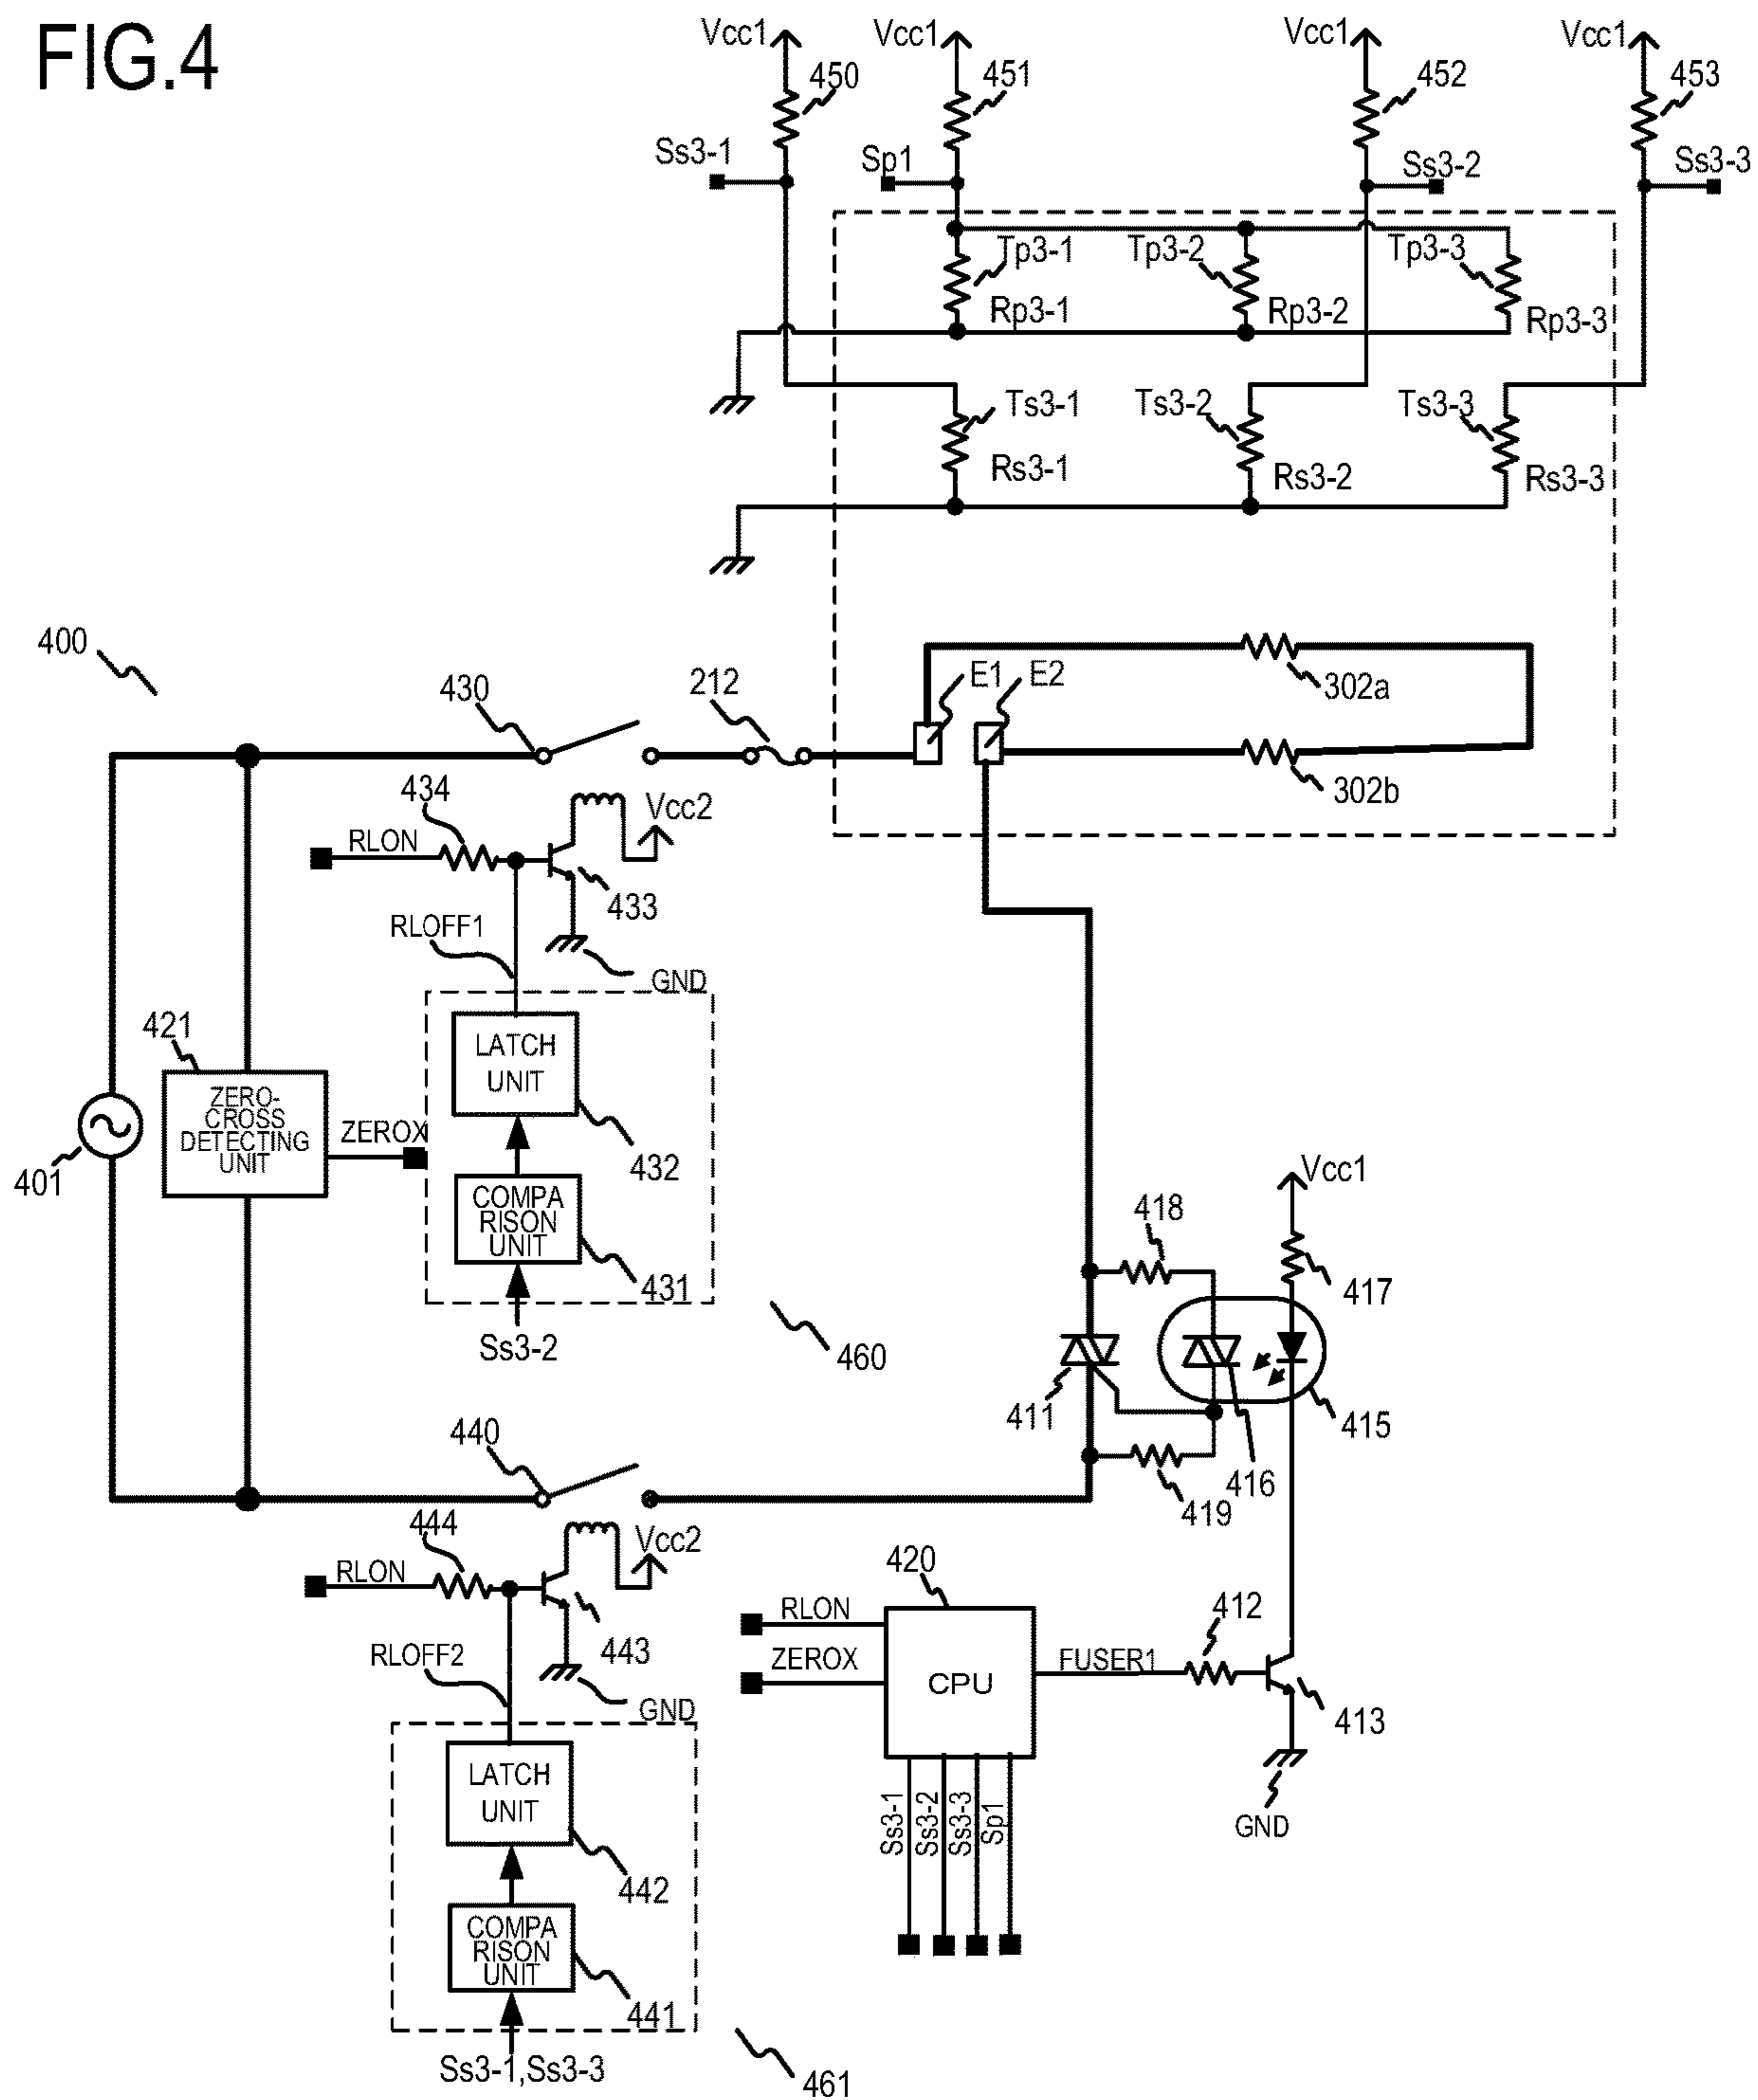 FIG.4
Vcc1
Vcc1
Vcc1
Vcc1
450
451
452
453
Ss3-1
Sp1
Ss3-2
Ss3-3
Tp3-1
Tp3-2
Tp3-3
Rp3-1
Rp3-2
Rp3-3
Ts3-1
Ts3-2
Ts3-3
Rs3-1
Rs3-2
Rs3-3
400
430
212
E1
E2
302a
302b
434
Vcc2
RLON
433
RLOFF1
GND
421
LATCH
UNIT
ZERO-
CROSS
DETECTING
UNIT
ZEROX
432
401
COMPA
RISON
UNIT
431
Ss3-2
460
Vcc1
418
417
411
415
416
419
440
444
Vcc2
RLON
443
RLOFF2
GND
420
RLON
ZEROX
CPU
FUSER1
412
413
GND
LATCH
UNIT
442
Ss3-1
Ss3-2
Ss3-3
Sp1
COMPA
RISON
UNIT
441
Ss3-1,Ss3-3
461